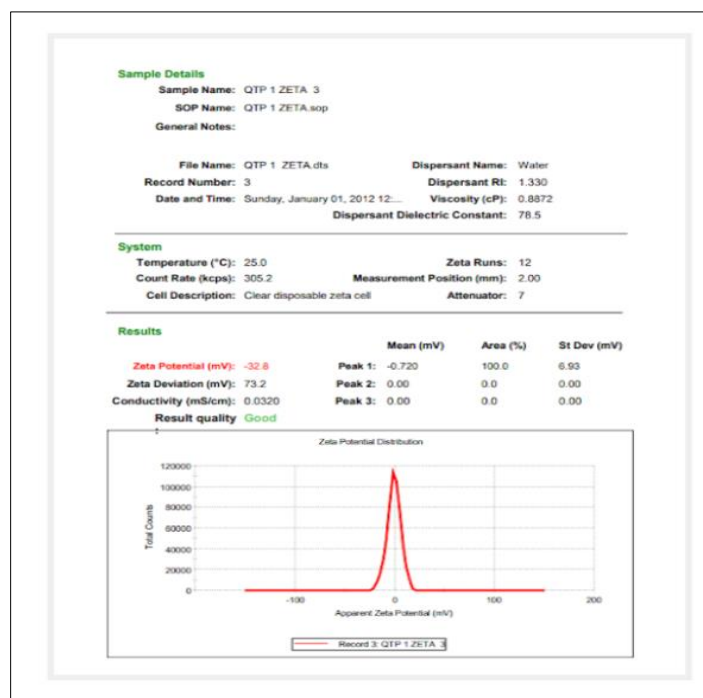 Sample Details
Sample Name: QTP 1 ZETA 3
SOP Name: QTP 1 ZETA.sop
General Notes:
File Name: QTP 1 ZETA.dts Dispersant Name: Water
Record Number: 3 Dispersant RI: 1.330
Date and Time: Sunday, January 01, 2012 12:... Viscosity (cP): 0.8872
Dispersant Dielectric Constant: 78.5
System
Temperature (°C): 25.0 Zeta Runs: 12
Count Rate (kcps): 305.2 Measurement Position (mm): 2.00
Cell Description: Clear disposable zeta cell Attenuator: 7
Results
Mean (mV) Area (%) St Dev (mV)
Zeta Potential (mV): -32.8 Peak 1: -0.720 100.0 6.93
Zeta Deviation (mV): 73.2 Peak 2: 0.00 0.0 0.00
Conductivity (mS/cm): 0.0320 Peak 3: 0.00 0.0 0.00
Result quality Good
Zeta Potential Distribution
120000
100000
80000
60000
40000
20000
0
Total Counts
-100 0 100 200
Apparent Zeta Potential (mV)
Record 3: QTP 1 ZETA 3